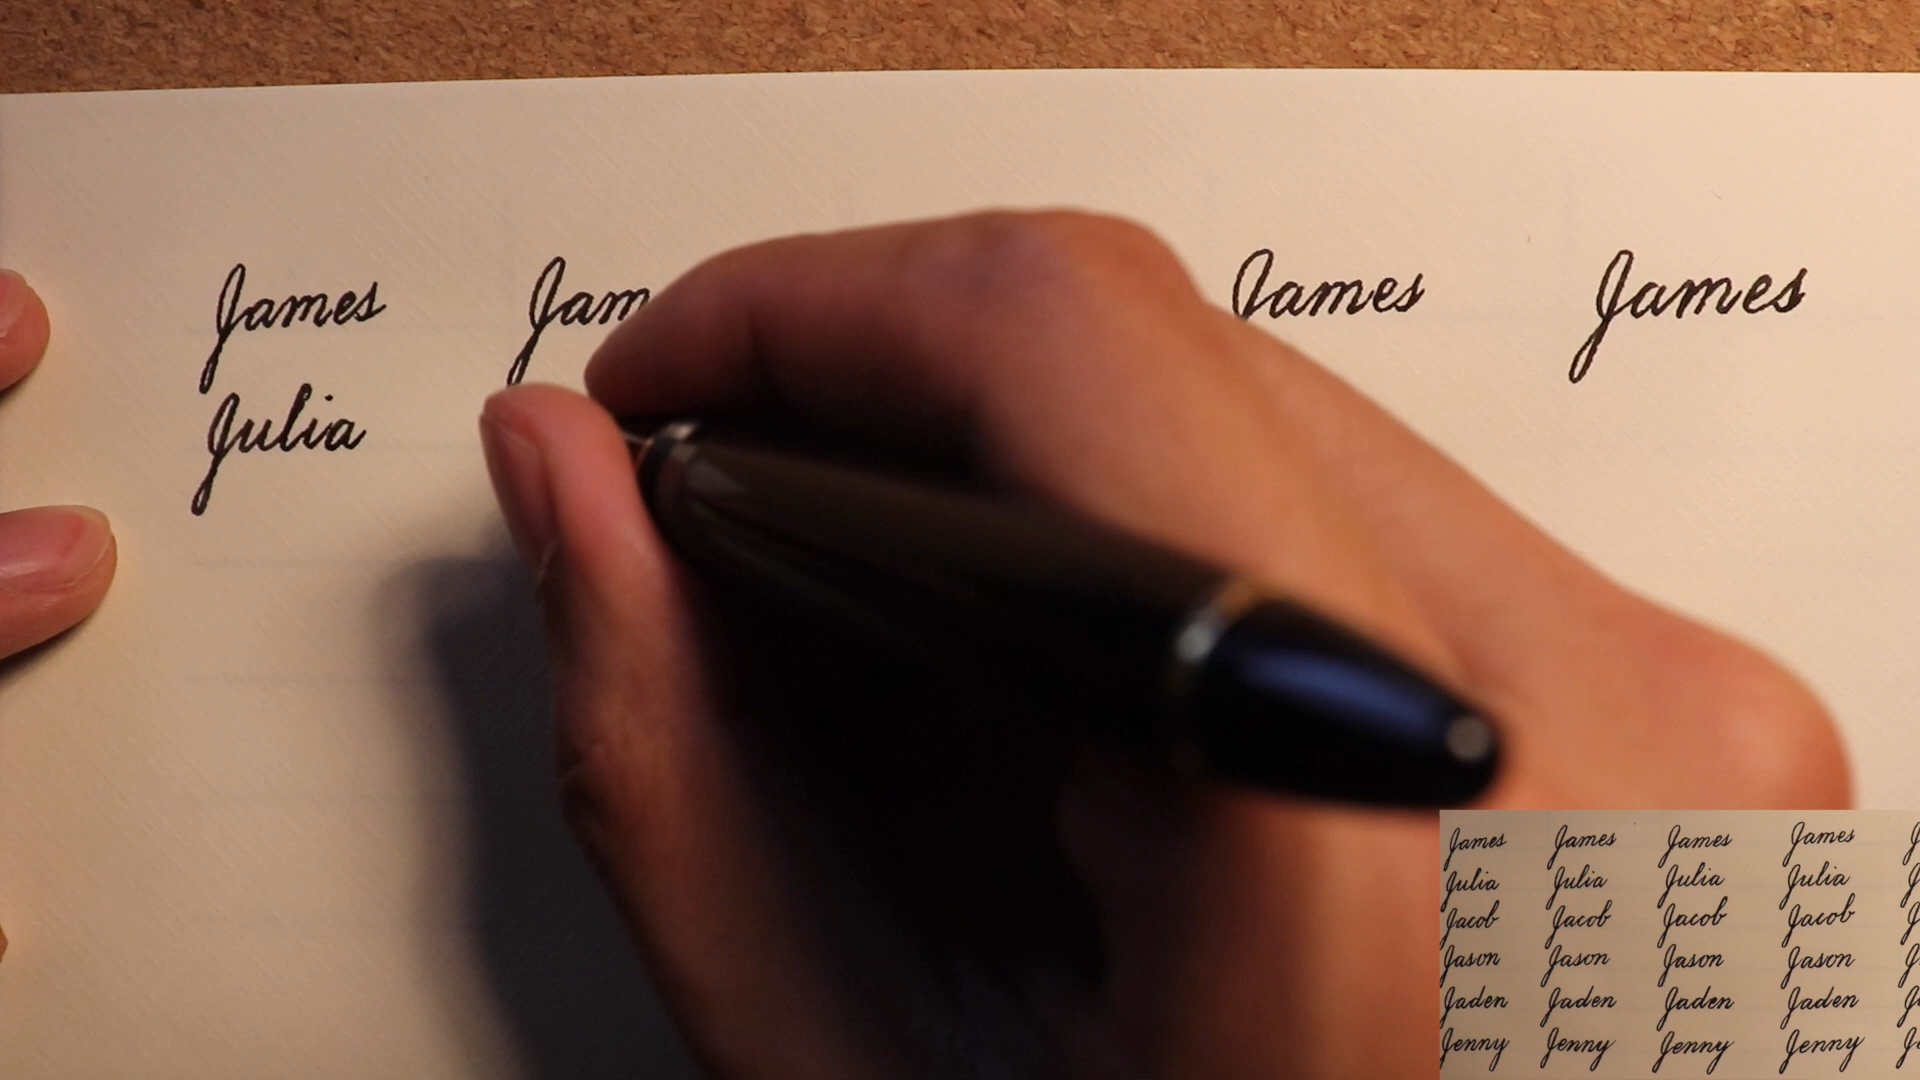 James Jam James James
Julia
James James James James
Julia Julia Julia Julia
Jacob Jacob Jacob Jacob
Jason Jason Jason Jason
Jaden Jaden Jaden Jaden
Jenny Jenny Jenny Jenny